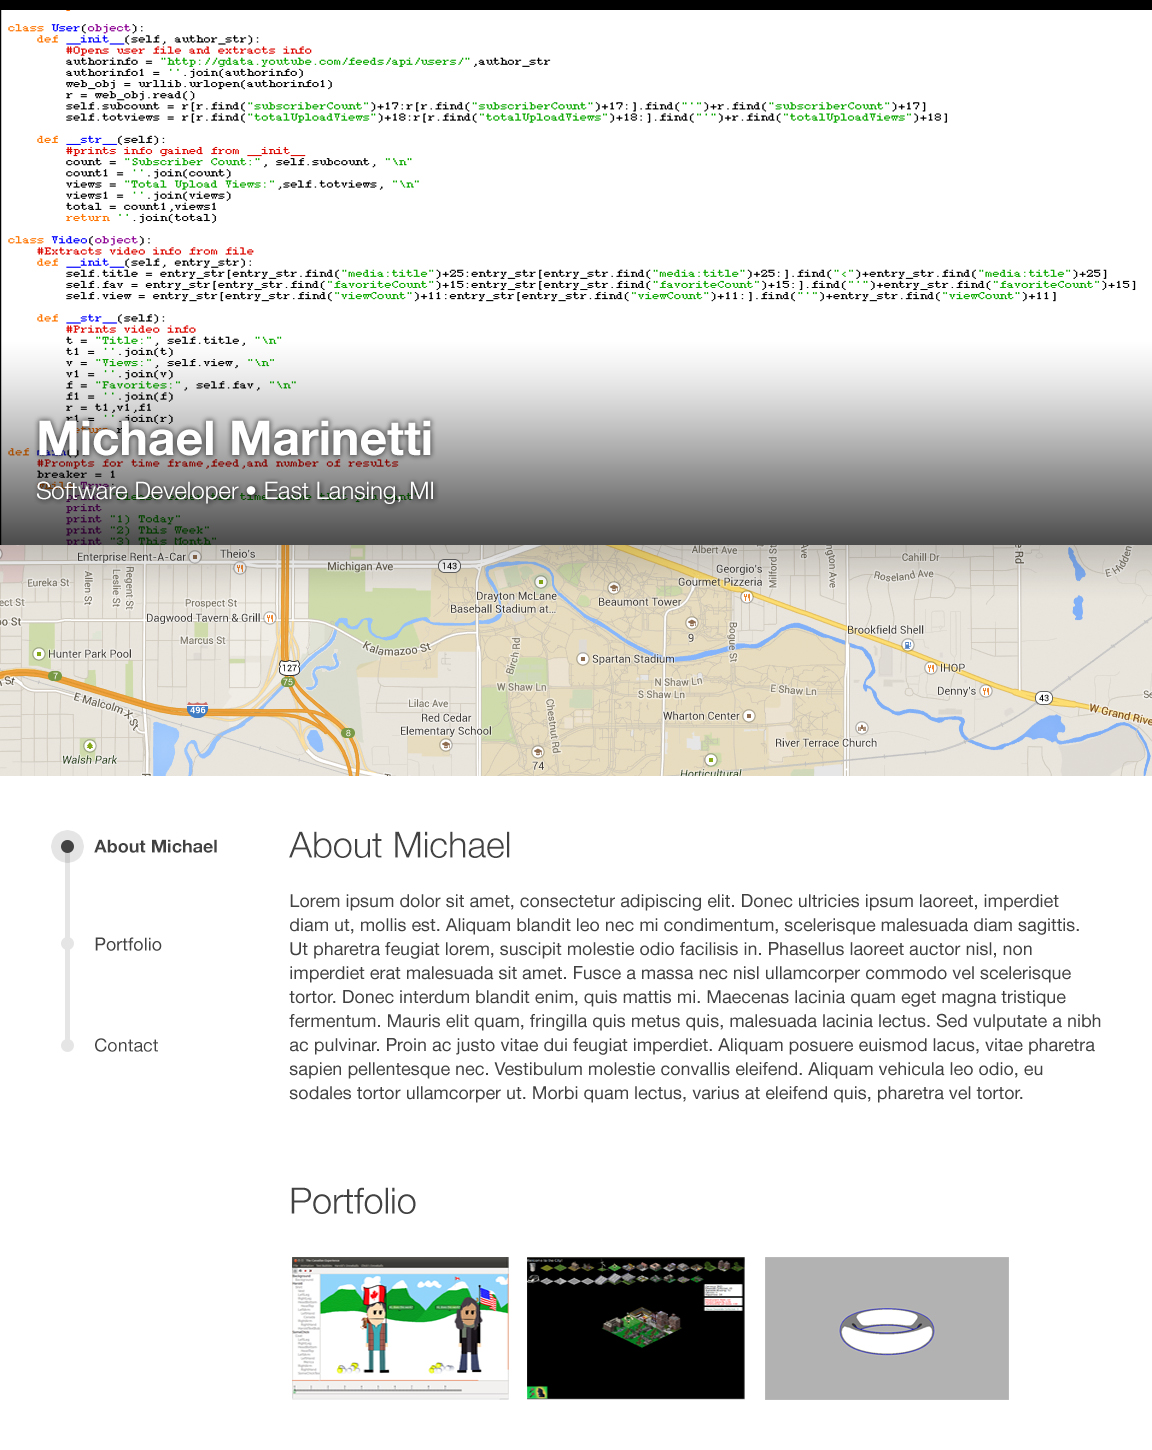 class User(object):
def __init__(self, author_str):
#Opens user file and extracts info
authorinfo = "http://gdata.youtube.com/feeds/api/users/",author_str
authorinfo1 = ''.join(authorinfo)
web_obj = urllib.urlopen(authorinfo1)
r = web_obj.read()
self.subcount = r[r.find("subscriberCount")+17:r[r.find("subscriberCount")+17:].find("'")+r.find("subscriberCount")+17]
self.totviews = r[r.find("totalUploadViews")+18:r[r.find("totalUploadViews")+18:].find("'")+r.find("totalUploadViews")+18]
def __str__(self):
#prints info gained from __init__
count = "Subscriber Count:", self.subcount, "\n"
count1 = ''.join(count)
views = "Total Upload Views:",self.totviews, "\n"
views1 = ''.join(views)
total = count1,views1
return ''.join(total)
class Video(object):
#Extracts video info from file
def __init__(self, entry_str):
self.title = entry_str[entry_str.find("media:title")+25:entry_str[entry_str.find("media:title")+25:].find("<")+entry_str.find("media:title")+25]
self.fav = entry_str[entry_str.find("favoriteCount")+15:entry_str[entry_str.find("favoriteCount")+15:].find("'")+entry_str.find("favoriteCount")+15]
self.view = entry_str[entry_str.find("viewCount")+11:entry_str[entry_str.find("viewCount")+11:].find("'")+entry_str.find("viewCount")+11]
def __str__(self):
#Prints video info
t = "Title:", self.title, "\n"
t1 = ''.join(t)
v = "Views:", self.view, "\n"
v1 = ''.join(v)
f = "Favorites:", self.fav, "\n"
f1 = ''.join(f)
r = t1,v1,f1
r1 = ''.join(r)
Michael Marinetti
#Prompts for time frame,feed,and number of results
breaker = 1
Software Developer • East Lansing, MI
print
print "1) Today"
print "2) This Week"
print "3) This Month"
Enterprise Rent-A-Car
Theio's
Michigan Ave
143
Albert Ave
Georgio's
Gourmet Pizzeria
Milford St
Cahill Dr
Roseland Ave
E Hidden
Eureka St
Allen St
Leslie St
Regent St
Prospect St
Dagwood Tavern & Grill
Marcus St
Drayton McLane
Baseball Stadium at...
Beaumont Tower
9
Bogue St
Brookfield Shell
Hunter Park Pool
Kalamazoo St
Birch Rd
Spartan Stadium
IHOP
127
75
7
W Shaw Ln
N Shaw Ln
S Shaw Ln
E Shaw Ln
Denny's
43
E Malcolm X St
496
Lilac Ave
Red Cedar
Elementary School
Chestnut Rd
Wharton Center
W Grand River
8
River Terrace Church
Walsh Park
74
Horticultural
About Michael
Portfolio
Contact
About Michael
Lorem ipsum dolor sit amet, consectetur adipiscing elit. Donec ultricies ipsum laoreet, imperdiet
diam ut, mollis est. Aliquam blandit leo nec mi condimentum, scelerisque malesuada diam sagittis.
Ut pharetra feugiat lorem, suscipit molestie odio facilisis in. Phasellus laoreet auctor nisl, non
imperdiet erat malesuada sit amet. Fusce a massa nec nisl ullamcorper commodo vel scelerisque
tortor. Donec interdum blandit enim, quis mattis mi. Maecenas lacinia quam eget magna tristique
fermentum. Mauris elit quam, fringilla quis metus quis, malesuada lacinia lectus. Sed vulputate a nibh
ac pulvinar. Proin ac justo vitae dui feugiat imperdiet. Aliquam posuere euismod lacus, vitae pharetra
sapien pellentesque nec. Vestibulum molestie convallis eleifend. Aliquam vehicula leo odio, eu
sodales tortor ullamcorper ut. Morbi quam lectus, varius at eleifend quis, pharetra vel tortor.
Portfolio